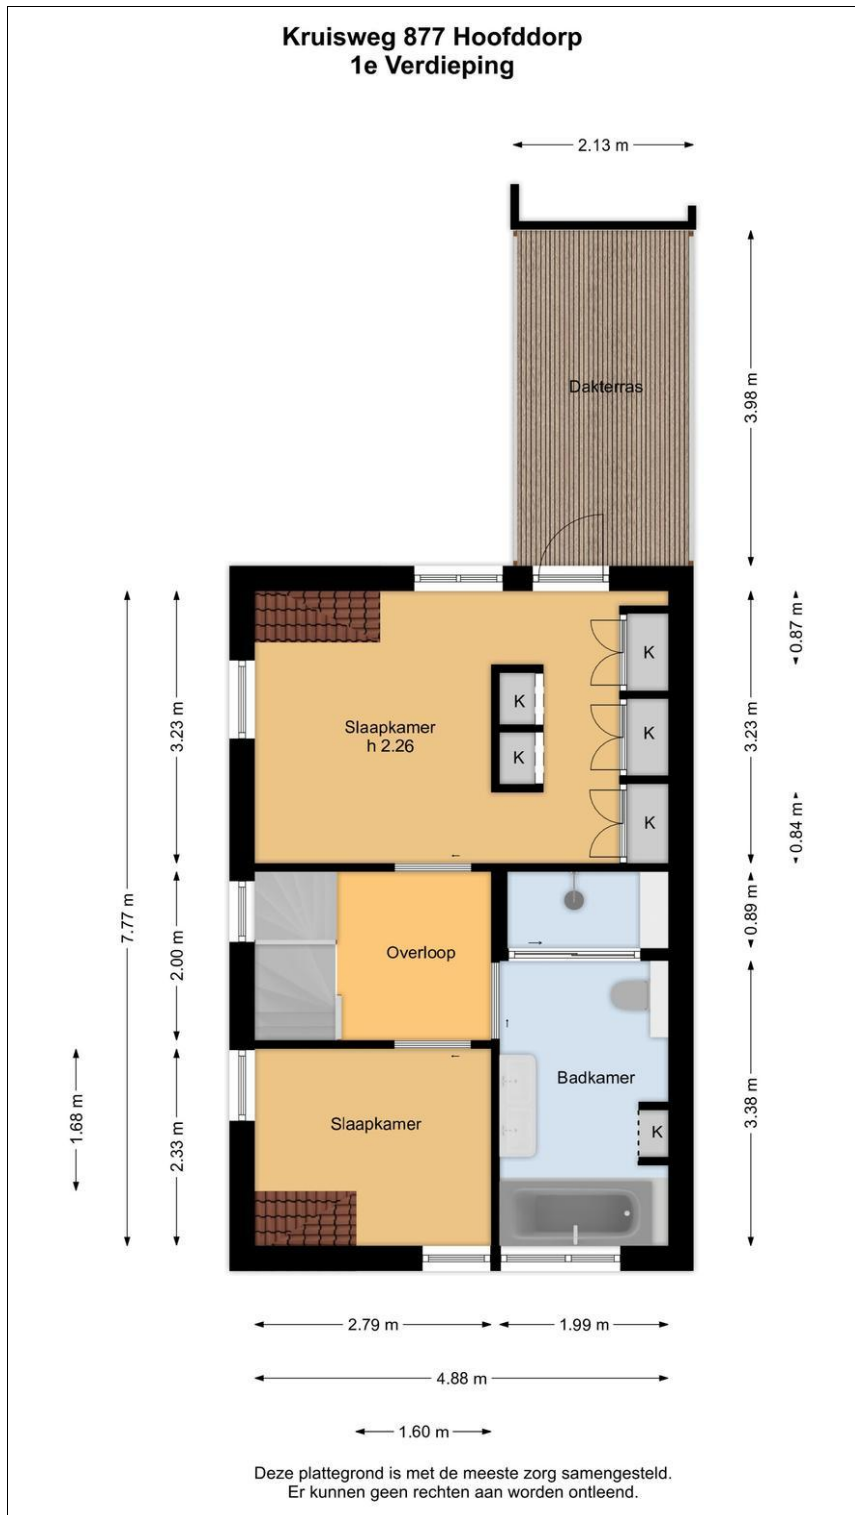 Kruisweg 877 Hoofddorp
1e Verdieping
2.13 m
3.98 m
Dakterras
0.87 m
K
3.23 m
Slaapkamer
h 2.26
K
K
3.23 m
K
K
0.84 m
7.77 m
2.00 m
Overloop
0.89 m
Badkamer
1.68 m
2.33 m
Slaapkamer
K
3.38 m
2.79 m
1.99 m
4.88 m
1.60 m
Deze plattegrond is met de meeste zorg samengesteld.
Er kunnen geen rechten aan worden ontleend.